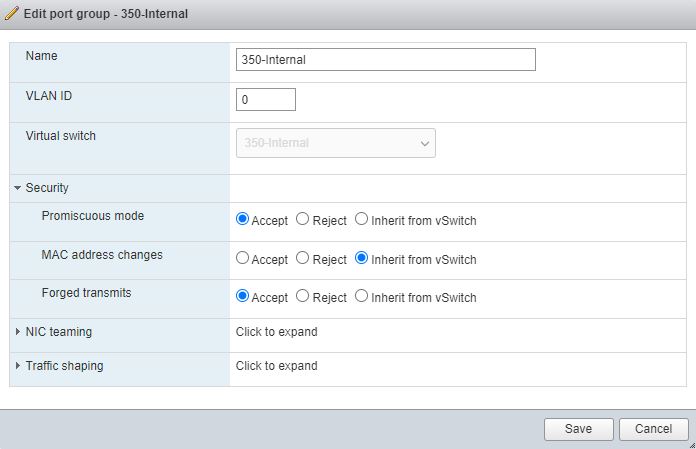 Edit port group - 350-Internal
Name 350-Internal
VLAN ID 0
Virtual switch 350-Internal
Security
Promiscuous mode Accept Reject Inherit from vSwitch
MAC address changes Accept Reject Inherit from vSwitch
Forged transmits Accept Reject Inherit from vSwitch
NIC teaming Click to expand
Traffic shaping Click to expand
Save Cancel